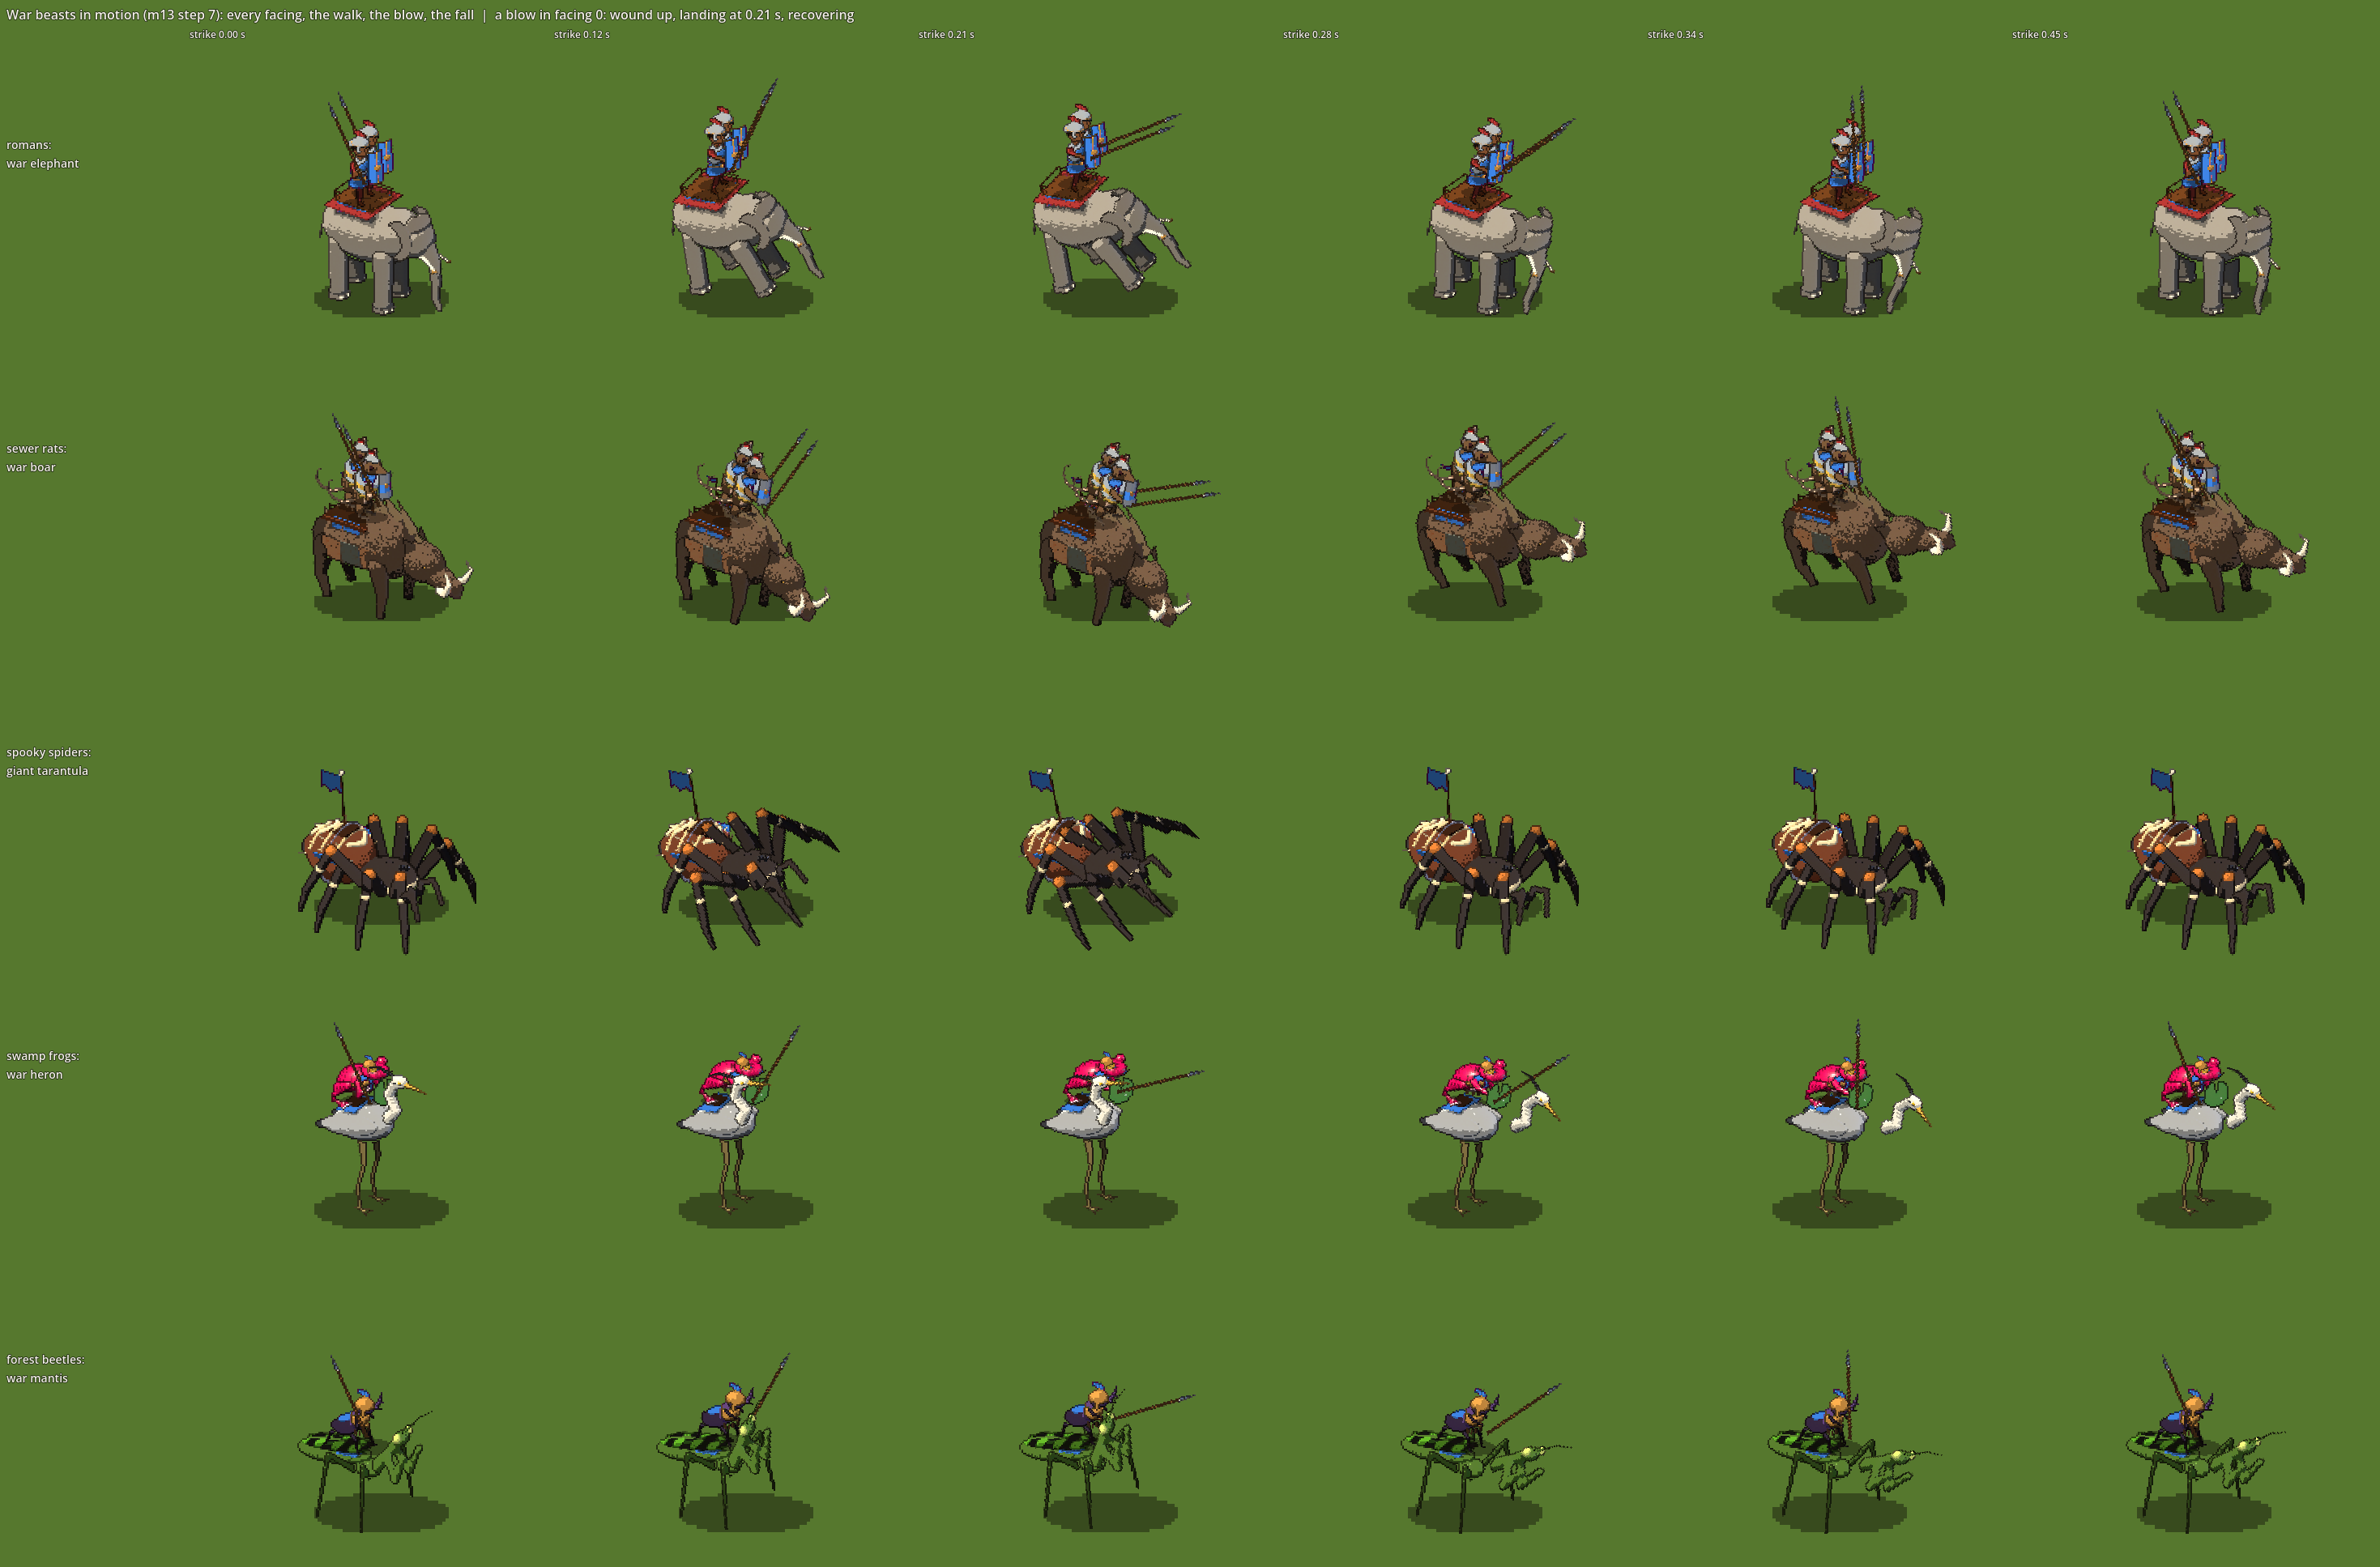 War beasts in motion (m13 step 7): every facing, the walk, the blow, the fall | a blow in facing 0: wound up, landing at 0.21 s, recovering
strike 0.00 s
strike 0.12 s
strike 0.21 s
strike 0.28 s
strike 0.34 s
strike 0.45 s
romans:
war elephant
sewer rats:
war boar
spooky spiders:
giant tarantula
swamp frogs:
war heron
forest beetles:
war mantis